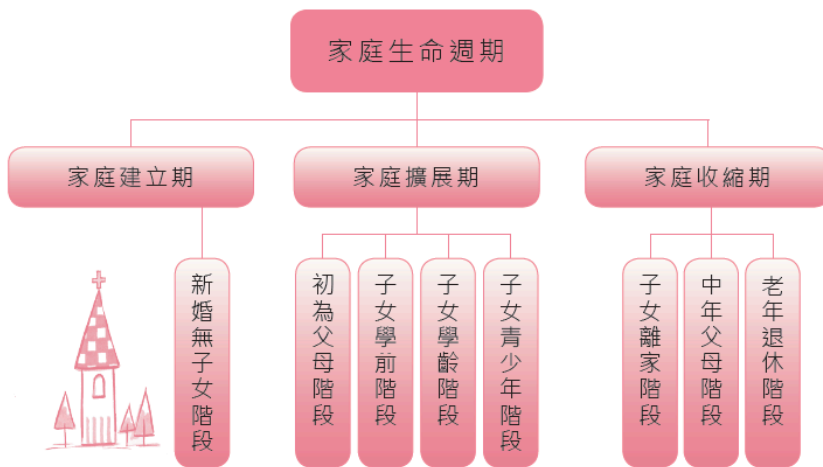 家庭生命週期
家庭建立期
家庭擴展期
家庭收縮期
新婚無子女階段
初為父母階段
子女學前階段
子女學齡階段
子女青少年階段
子女離家階段
中年父母階段
老年退休階段